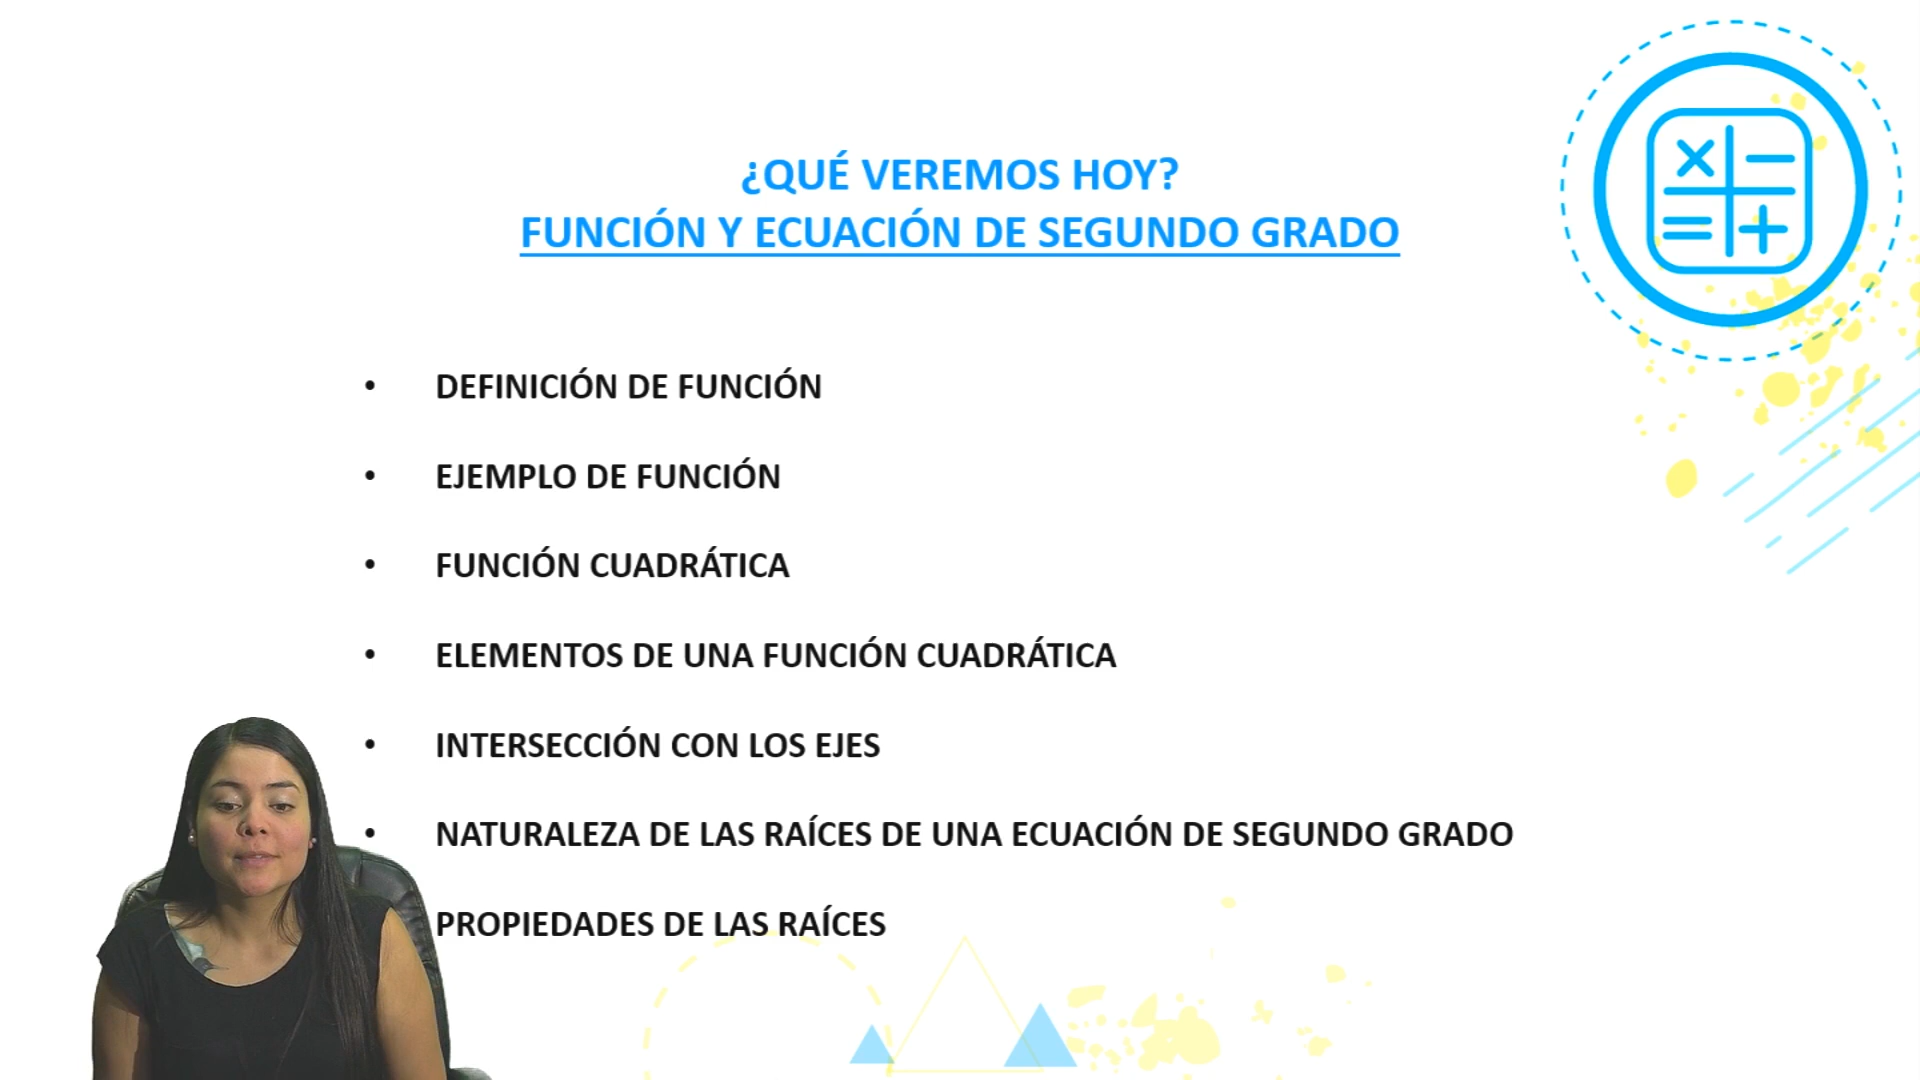 ¿QUÉ VEREMOS HOY?
FUNCIÓN Y ECUACIÓN DE SEGUNDO GRADO
• DEFINICIÓN DE FUNCIÓN
• EJEMPLO DE FUNCIÓN
• FUNCIÓN CUADRÁTICA
• ELEMENTOS DE UNA FUNCIÓN CUADRÁTICA
• INTERSECCIÓN CON LOS EJES
• NATURALEZA DE LAS RAÍCES DE UNA ECUACIÓN DE SEGUNDO GRADO
PROPIEDADES DE LAS RAÍCES